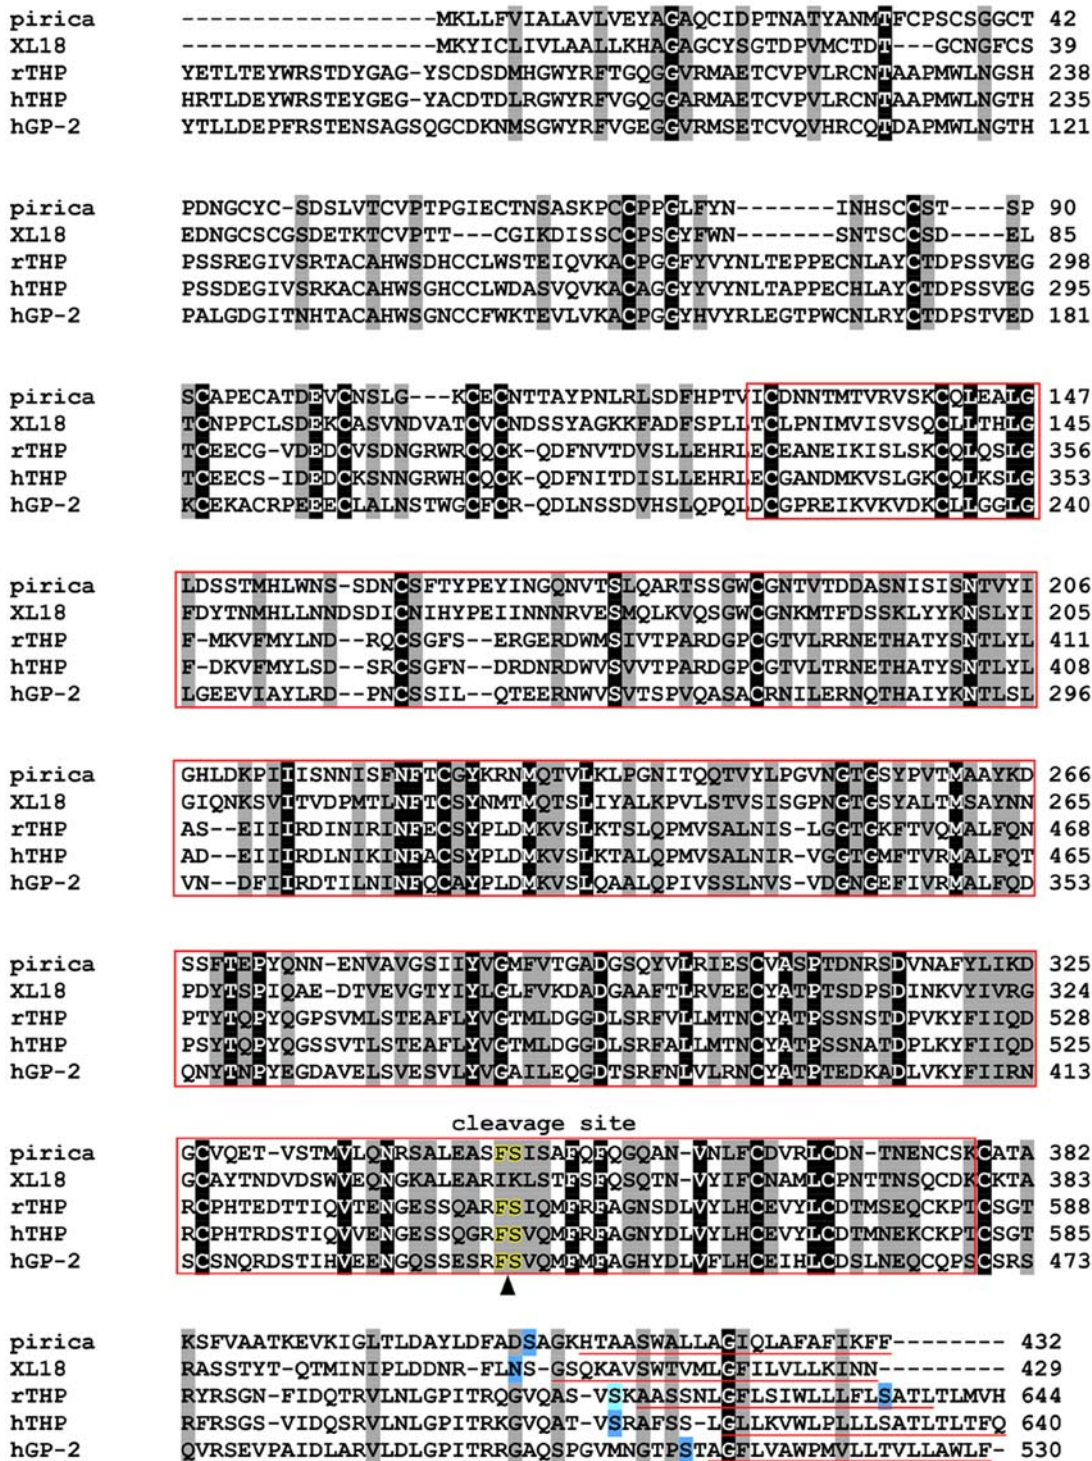 pirica ------------------MKLLFVIALAVLVEYAGAQCIDPTNATYANMTFCPSCSGGCT 42
XL18 ------------------MKYICLIVLAALLKHAGAGCYSGTDPVMCTDT---GCNGFCS 39
rTHP YETLTEYWRSTDYGAG-YSCDSDMHGWYRFTGQGGVRMAETCVPVLRCNTAAPMWLNGSH 238
hTHP HRTLDEYWRSTEYGEG-YACDTDLRGWYRFVGQGGARMAETCVPVLRCNTAAPMWLNGTH 235
hGP-2 YTLLDEPFRSTENSAGSQGCDKNMSGWYRFVGEGGVRMSETCVQVHRCQTDAPMWLNGTH 121
pirica PDNGCYC-SDSLVTCVPTPGIECTNSASKPCCPPGLFYN-------INHSCCST----SP 90
XL18 EDNGCSCGSDETKTCVPTT---CGIKDISSCCPSGYFWN-------SNTSCCSD----EL 85
rTHP PSSREGIVSRTACAHWSDHCCLWSTEIQVKACPGGFYVYNLTEPPECNLAYCTDPSSVEG 298
hTHP PSSDEGIVSRKACAHWSGHCCLWDASVQVKACAGGYYVYNLTAPPECHLAYCTDPSSVEG 295
hGP-2 PALGDGITNHTACAHWSGNCCFWKTEVLVKACPGGYHVYRLEGTPWCNLRYCTDPSTVED 181
pirica SCAPECATDEVCNSLG---KCECNTTAYPNLRLSDFHPTVICDNNTMTVRVSKCQLEALG 147
XL18 TCNPPCLSDEKCASVNDVATCVCNDSSYAGKKFADFSPLLTCLPNIMVISVSQCLLTHLG 145
rTHP TCEECG-VDEDCVSDNGRWRCQCK-QDFNVTDVSLLEHRLECEANEIKISLSKCQLQSLG 356
hTHP TCEECS-IDEDCKSNNGRWHCQCK-QDFNITDISLLEHRLECGANDMKVSLGKCQLKSLG 353
hGP-2 KCEKACRPEEECLALNSTWGCFCR-QDLNSSDVHSLQPQLDCGPREIKVKVDKCLLGGLG 240
pirica LDSSTMHLWNS-SDNCSFTYPEYINGQNVTSLQARTSSGWCGNTVTDDASNISISNTVYI 206
XL18 FDYTNMHLLNNDSDICNIHYPEIINNNRVESMQLKVQSGWCGNKMTFDSSKLYYKNSLYI 205
rTHP F-MKVFMYLND--RQCSGFS--ERGERDWMSIVTPARDGPCGTVLRRNETHATYSNTLYL 411
hTHP F-DKVFMYLSD--SRCSGFN--DRDNRDWVSVVTPARDGPCGTVLTRNETHATYSNTLYL 408
hGP-2 LGEEVIAYLRD--PNCSSIL--QTEERNWVSVTSPVQASACRNILERNQTHAIYKNTLSL 296
pirica GHLDKPIIISNNISFNFTCGYKRNMQTVLKLPGNITQQTVYLPGVNGTGSYPVTMAAYKD 266
XL18 GIQNKSVITVDPMTLNFTCSYNMTMQTSLIYALKPVLSTVSISGPNGTGSYALTMSAYNN 265
rTHP AS--EIIIRDINIRINFECSYPLDMKVSLKTSLQPMVSALNIS-LGGTGKFTVQMALFQN 468
hTHP AD--EIIIRDLNIKINFACSYPLDMKVSLKTALQPMVSALNIR-VGGTGMFTVRMALFQT 465
hGP-2 VN--DFIIRDTILNINFQCAYPLDMKVSLQAALQPIVSSLNVS-VDGNGEFIVRMALFQD 353
pirica SSFTEPYQNN-ENVAVGSIIYVGMFVTGADGSQYVLRIESCVASPTDNRSDVNAFYLIKD 325
XL18 PDYTSPIQAE-DTVEVGTYIYLGLFVKDADGAAFTLRVEECYATPTSDPSDINKVYIVRG 324
rTHP PTYTQPYQGPSVMLSTEAFLYVGTMLDGGDLSRFVLLMTNCYATPSSNSTDPVKYFIIQD 528
hTHP PSYTQPYQGSSVTLSTEAFLYVGTMLDGGDLSRFALLMTNCYATPSSNATDPLKYFIIQD 525
hGP-2 QNYTNPYEGDAVELSVESVLYVGAILEQGDTSRFNLVLRNCYATPTEDKADLVKYFIIRN 413
cleavage site
pirica GCVQET-VSTMVLQNRSALEASFSISAFQFQGQAN-VNLFCDVRLCDN-TNENCSKCATA 382
XL18 GCAYTNDVDSWVEQNGKALEARIKLSTFSFQSQTN-VYIFCNAMLCPNTTNSQCDKCKTA 383
rTHP RCPHTEDTTIQVTENGESSQARFSIQMFRFAGNSDLVYLHCEVYLCDTMSEQCKPTCSGT 588
hTHP RCPHTRDSTIQVVENGESSQGRFSIQMFRFAGNYDLVYLHCEVYLCDTMNEKCKPTCSGT 585
hGP-2 SCSNQRDSTIHVEENGQSSESRFSVQMFMFAGHYDLVFLHCEIHLCDSLNEQCQPSCSRS 473
pirica KSFVAATKEVKIGLTLDAYLDFADSAGKHTAASWALLAGIQLAFAFIKFF-------- 432
XL18 RASSTYT-QTMINIPLDDNR-FLNS-GSQKAVSWTVMLGFILVLLKINN--------- 429
rTHP RYRSGN-FIDQTRVLNLGPITRQGVQAS-VSKAASSNLGFLSIWLLLFLSATLTLMVH 644
hTHP RFRSGS-VIDQSRVLNLGPITRKGVQAT-VSRAFSS-LGLLKVWLPLLLSATLTLTFQ 640
hGP-2 QVRSEVPAIDLARVLDLGPITRRGAQSPGVMNGTPSTAGFLVAWPMVLLTVLLAWLF- 530